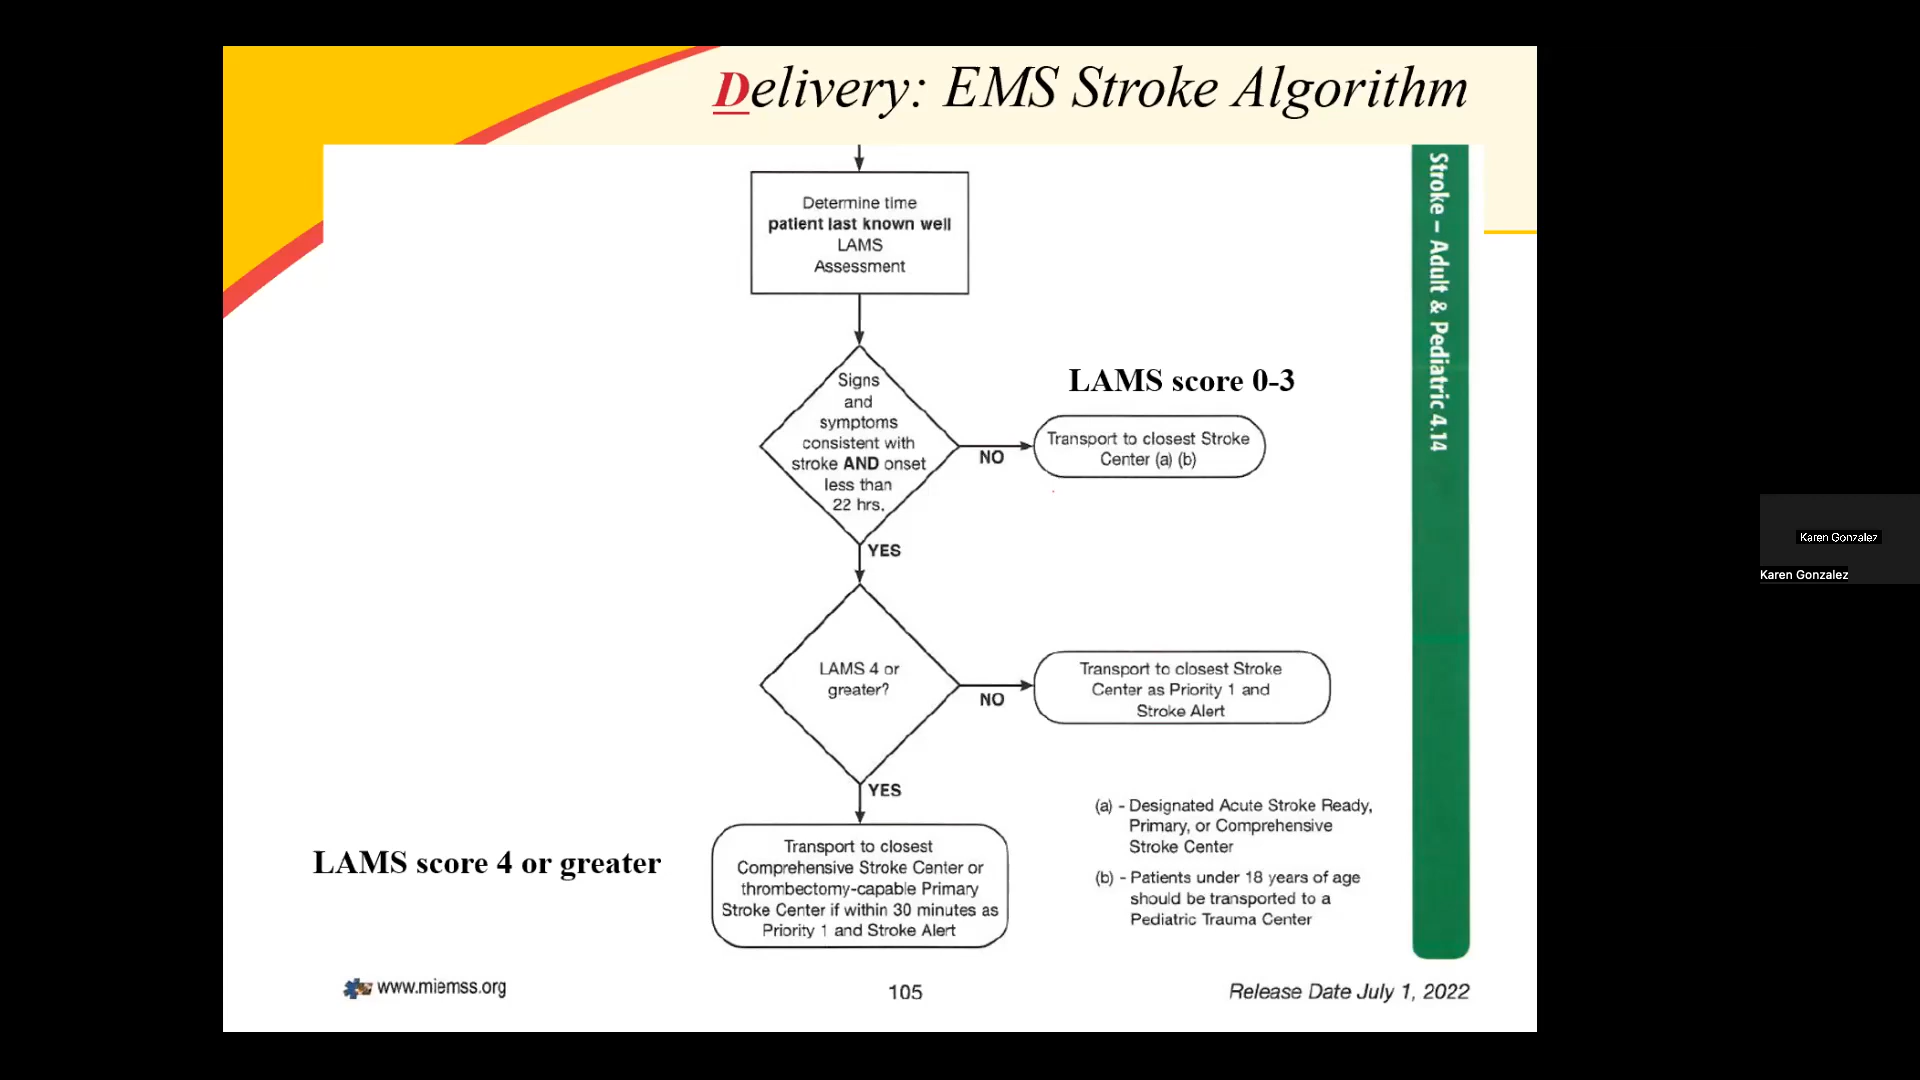 Delivery: EMS Stroke Algorithm
Determine time
patient last known well
LAMS
Assessment
Signs
and
symptoms
consistent with
stroke AND onset
less than
22 hrs.
NO
LAMS score 0-3
Transport to closest Stroke
Center (a) (b)
YES
LAMS 4 or
greater?
NO
Transport to closest Stroke
Center as Priority 1 and
Stroke Alert
YES
LAMS score 4 or greater
Transport to closest
Comprehensive Stroke Center or
thrombectomy-capable Primary
Stroke Center if within 30 minutes as
Priority 1 and Stroke Alert
(a) - Designated Acute Stroke Ready,
Primary, or Comprehensive
Stroke Center
(b) - Patients under 18 years of age
should be transported to a
Pediatric Trauma Center
Stroke – Adult & Pediatric 4.14
www.miemss.org
105
Release Date July 1, 2022
Karen Gonzalez
Karen Gonzalez